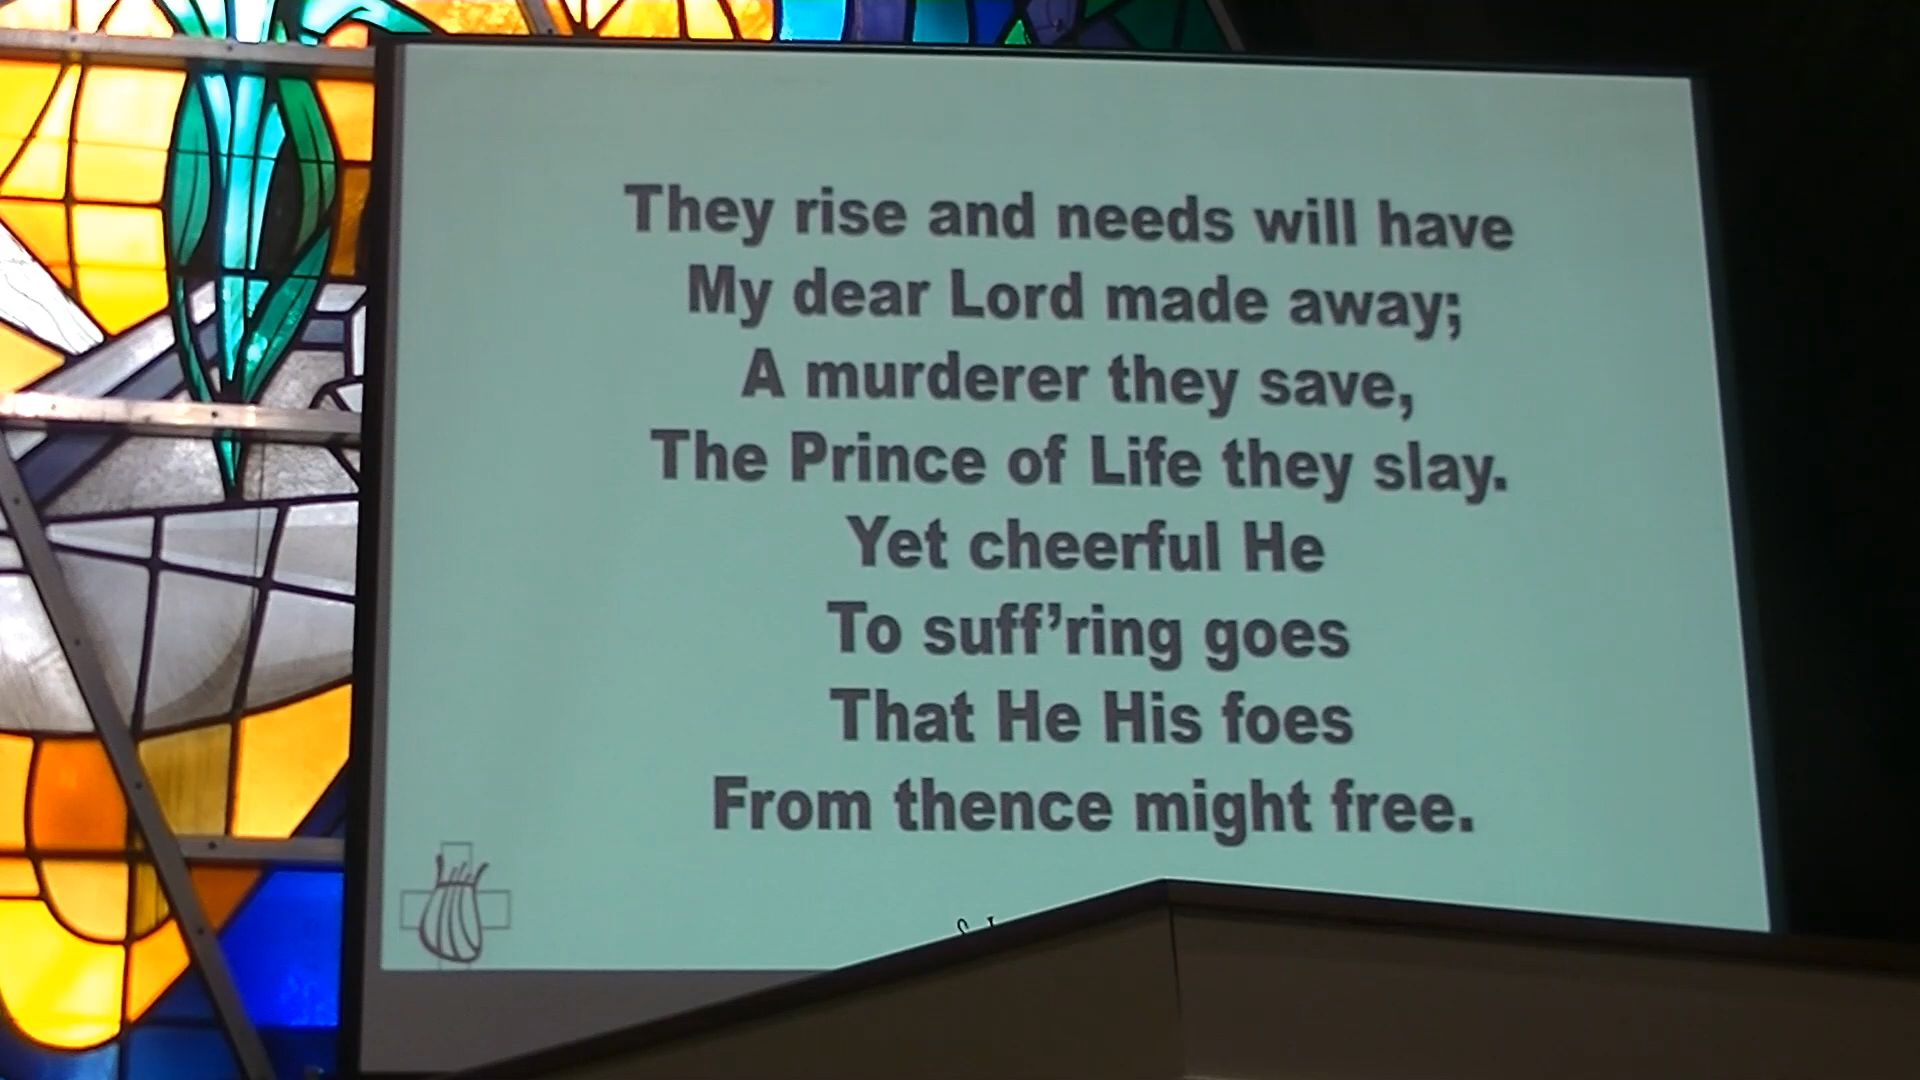 They rise and needs will have
My dear Lord made away;
A murderer they save,
The Prince of Life they slay.
Yet cheerful He
To suff’ring goes
That He His foes
From thence might free.